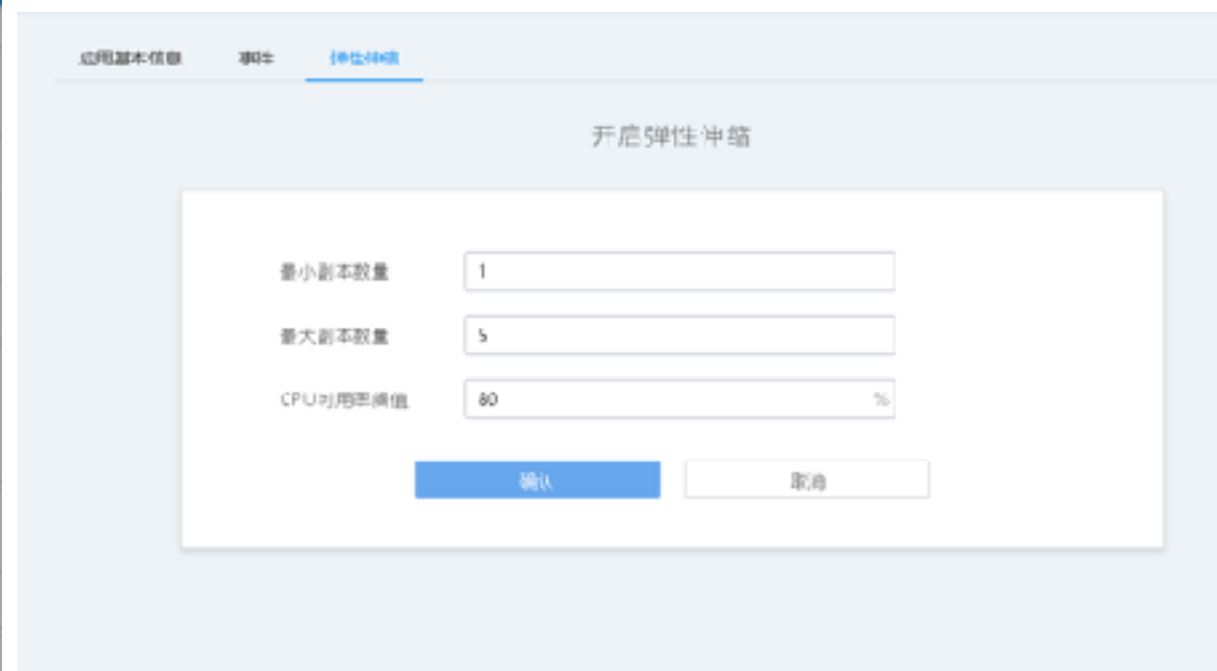 应用基本信息 事件 弹性伸缩
开启弹性伸缩
最小副本数量 1
最大副本数量 5
CPU利用率阈值 80 %
确认 取消